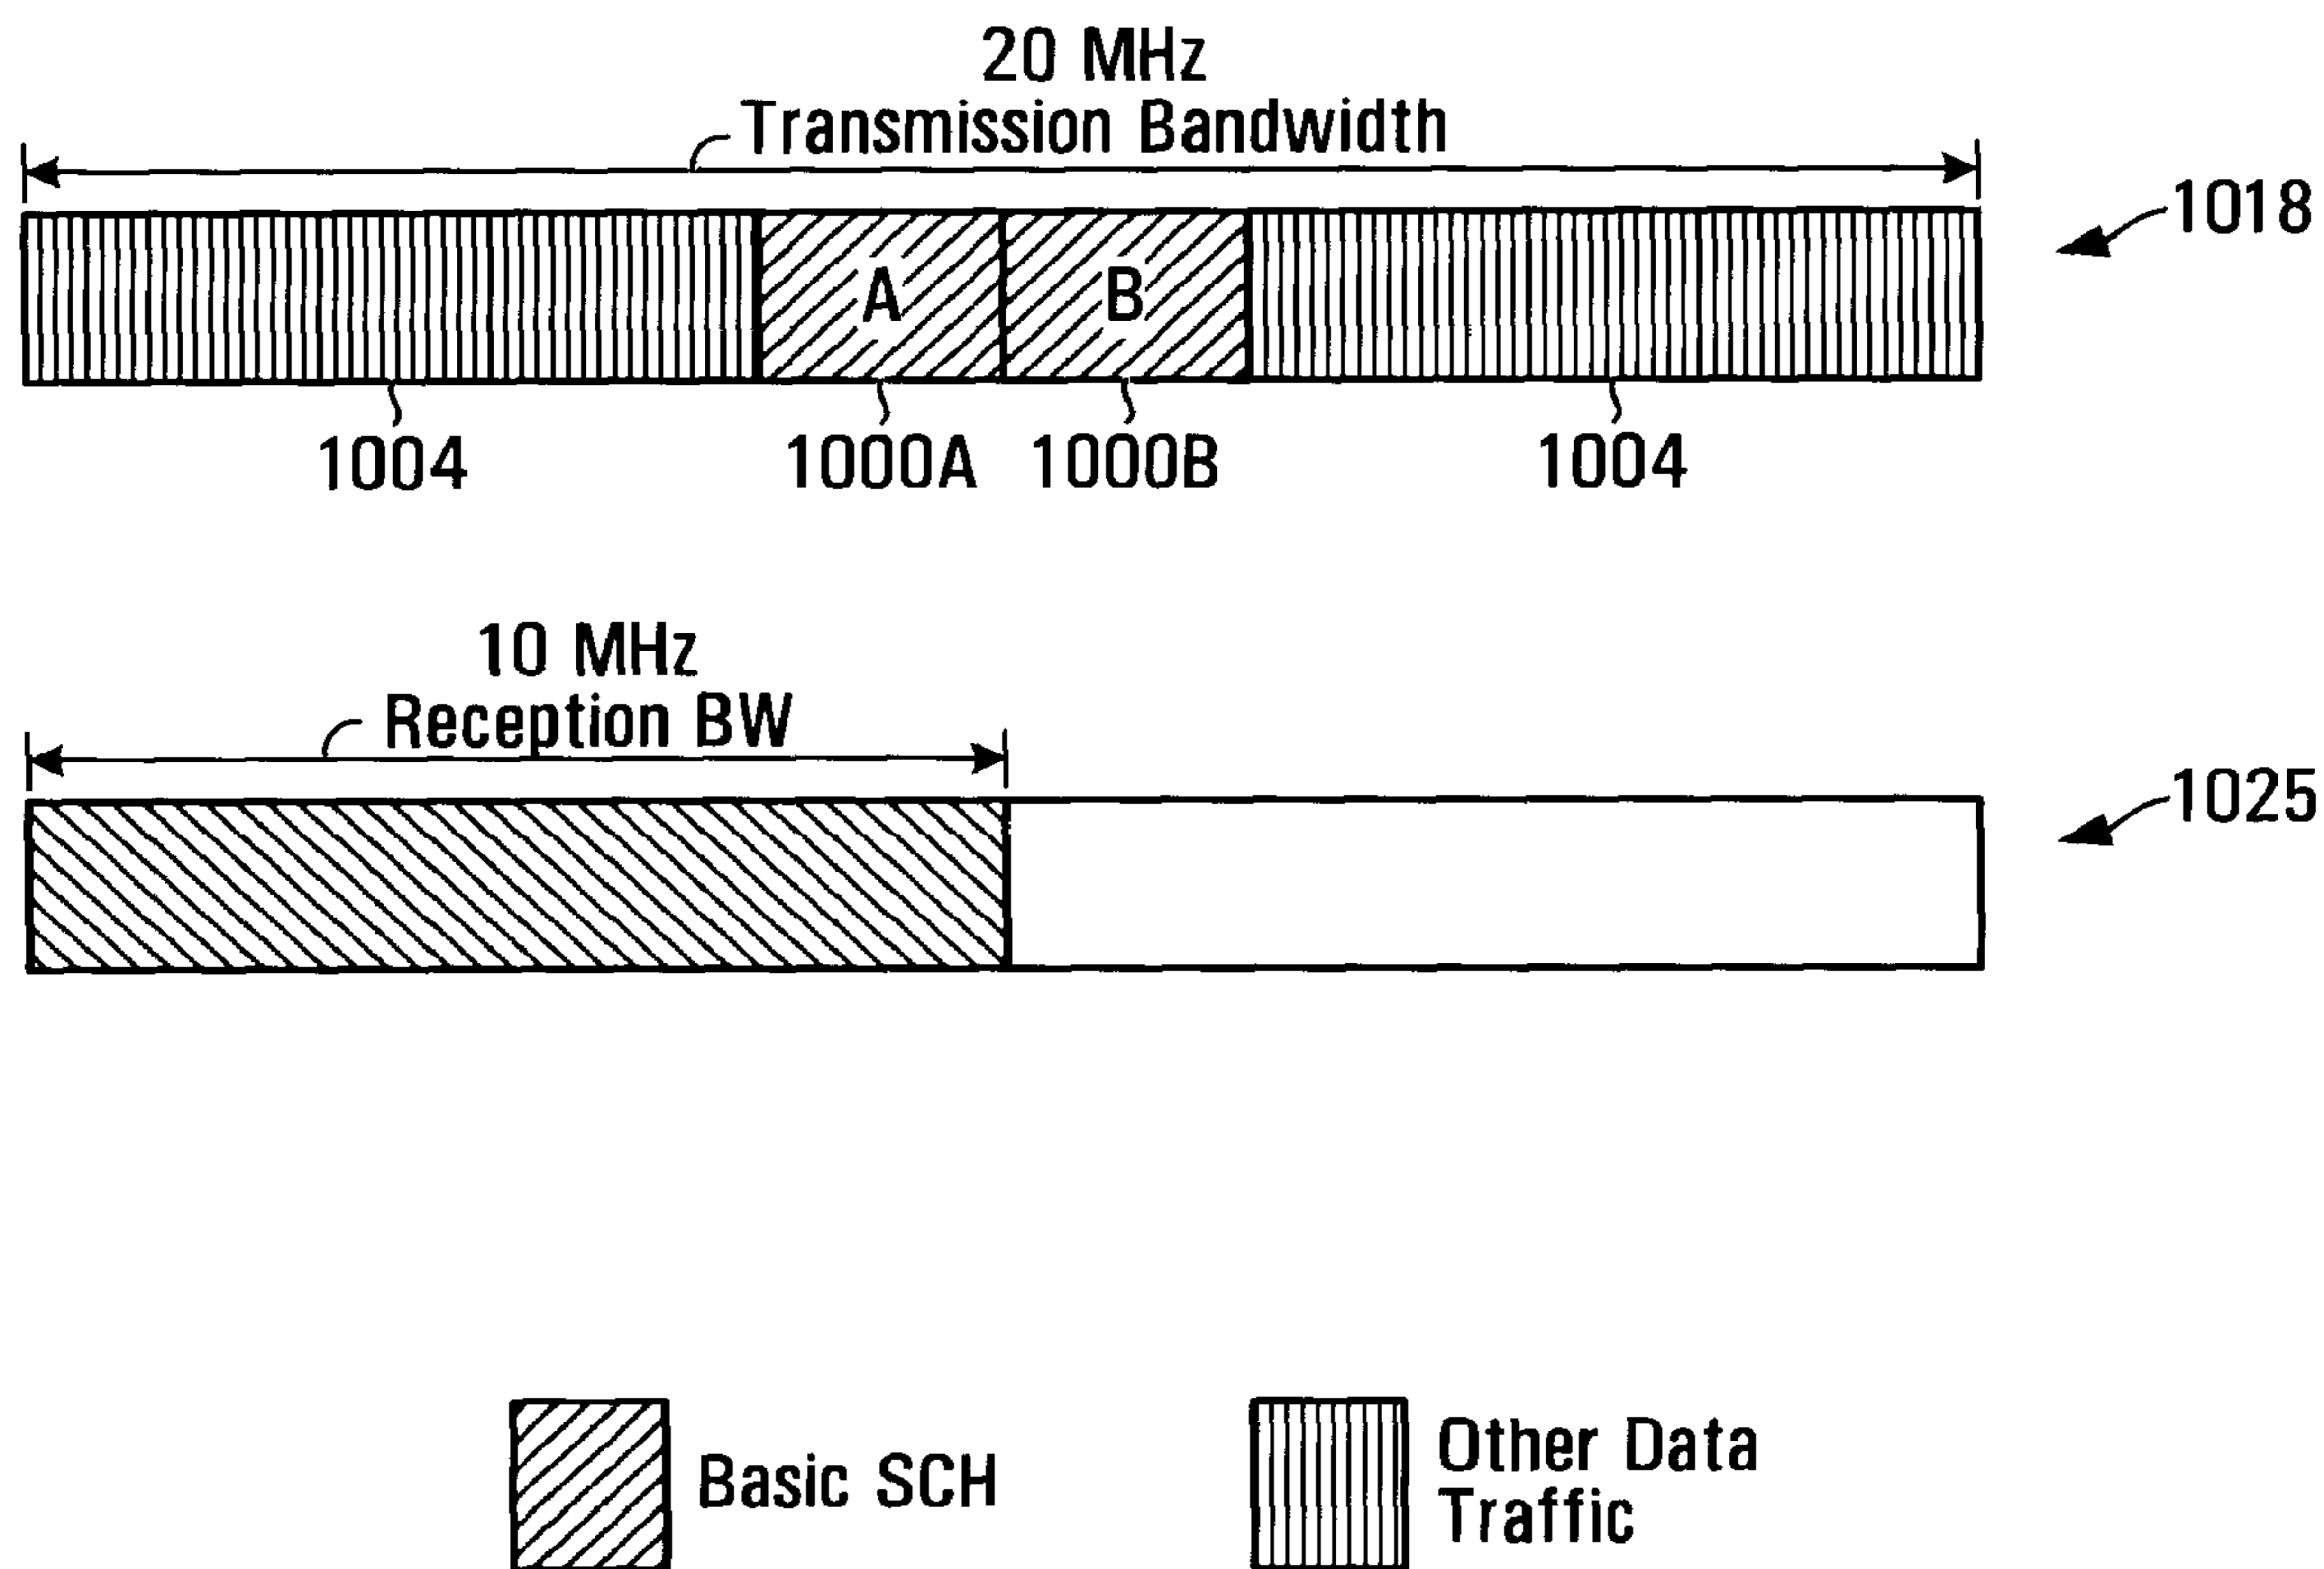 20 MHz
Transmission Bandwidth
1018
A
B
1004
1000A
1000B
1004
10 MHz
Reception BW
1025
Basic SCH
Other Data
Traffic